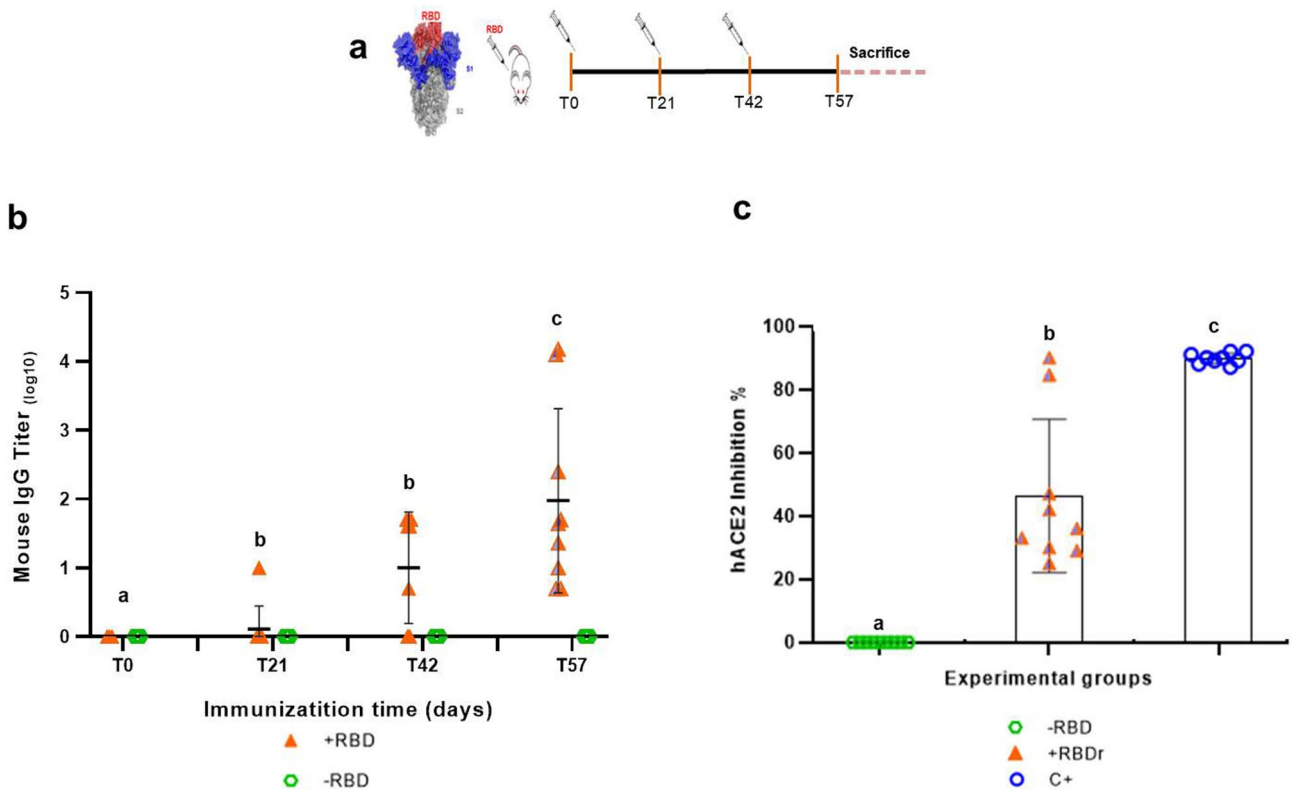 a
RBD
S1
S2
RBD
T0
T21
T42
T57
Sacrifice
b
Mouse IgG Titer (log10)
5
4
3
2
1
0
a
b
b
c
T0
T21
T42
T57
Immunizatition time (days)
+RBD
-RBD
c
hACE2 Inhibition %
100
80
60
40
20
0
a
b
c
Experimental groups
-RBD
+RBDr
C+